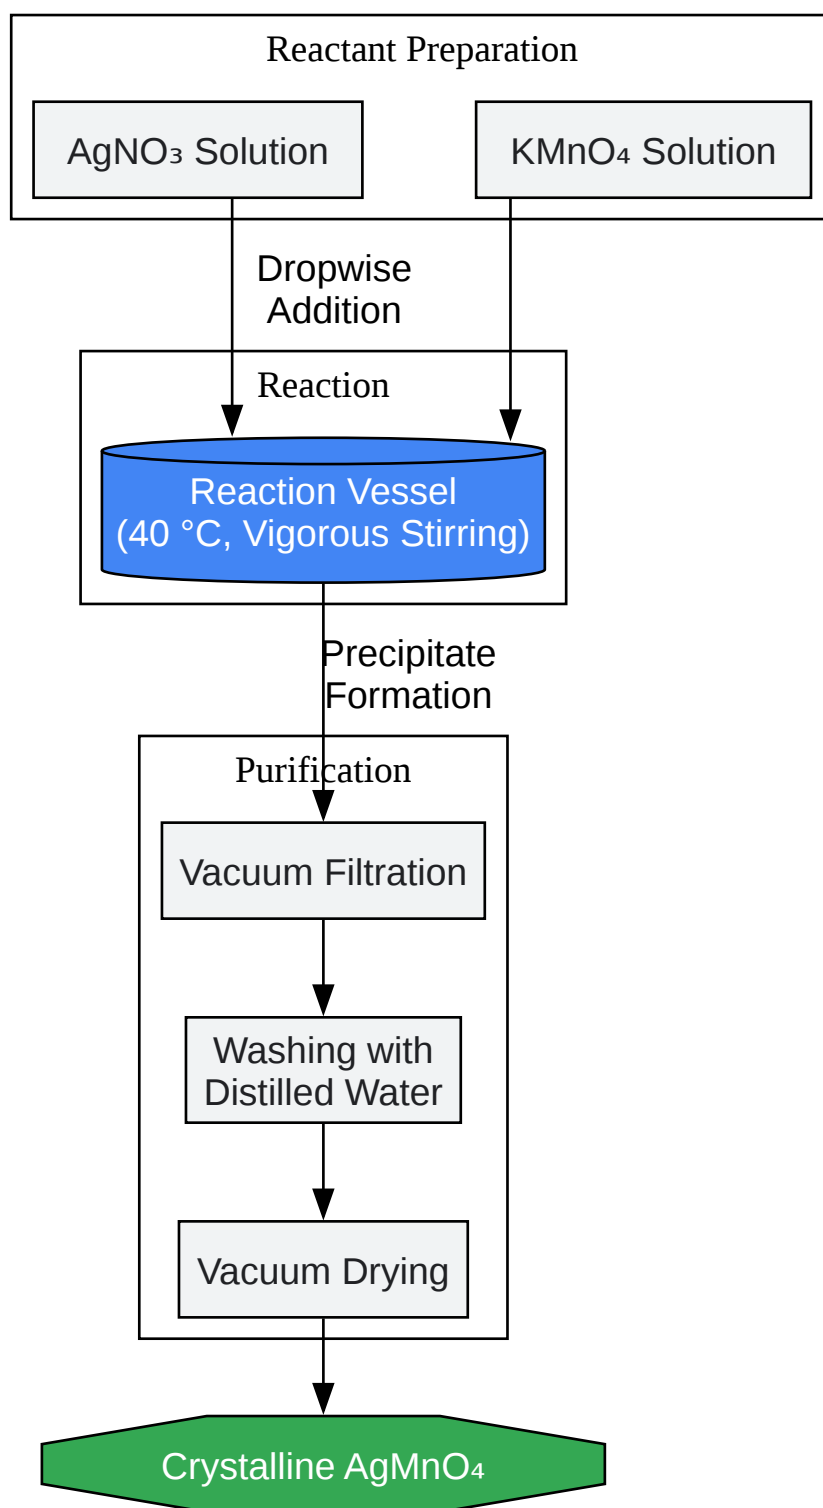 Reactant Preparation
AgNO₃ Solution
KMnO₄ Solution
Dropwise
Addition
Reaction
Reaction Vessel
(40 °C, Vigorous Stirring)
Precipitate
Formation
Purification
Vacuum Filtration
Washing with
Distilled Water
Vacuum Drying
Crystalline AgMnO₄